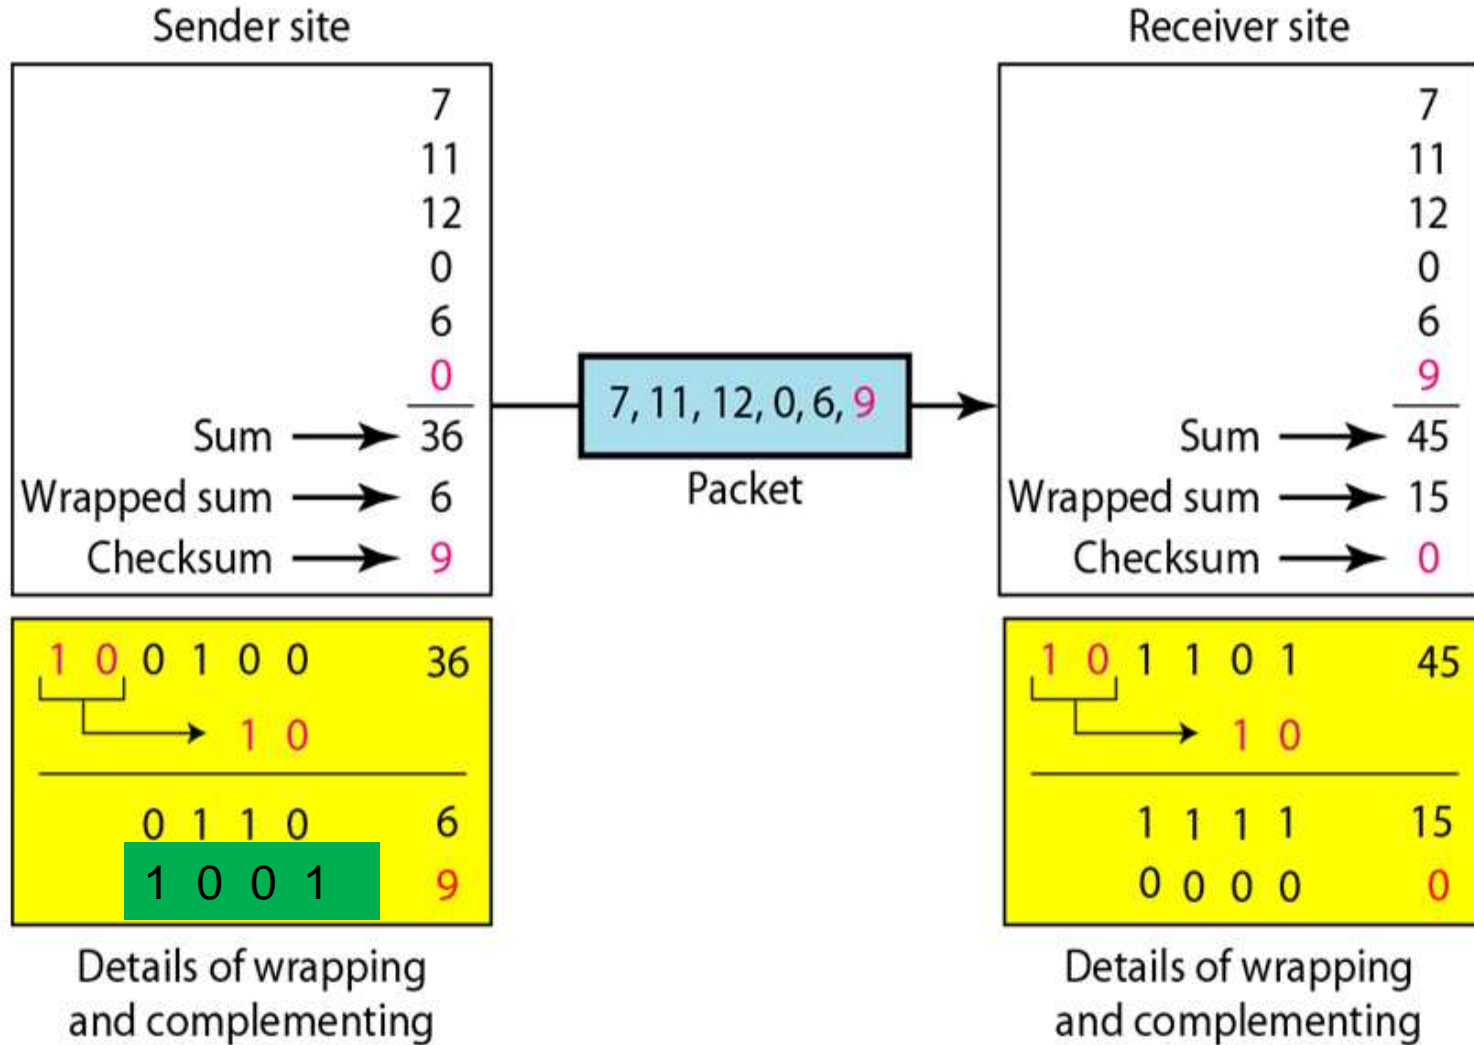 Sender site
7
11
12
0
6
0
Sum 36
Wrapped sum 6
Checksum 9
7, 11, 12, 0, 6, 9
Packet
Receiver site
7
11
12
0
6
9
Sum 45
Wrapped sum 15
Checksum 0
1 0 0 1 0 0 36
1 0
0 1 1 0 6
1 0 0 1 9
Details of wrapping
and complementing
1 0 1 1 0 1 45
1 0
1 1 1 1 15
0 0 0 0 0
Details of wrapping
and complementing